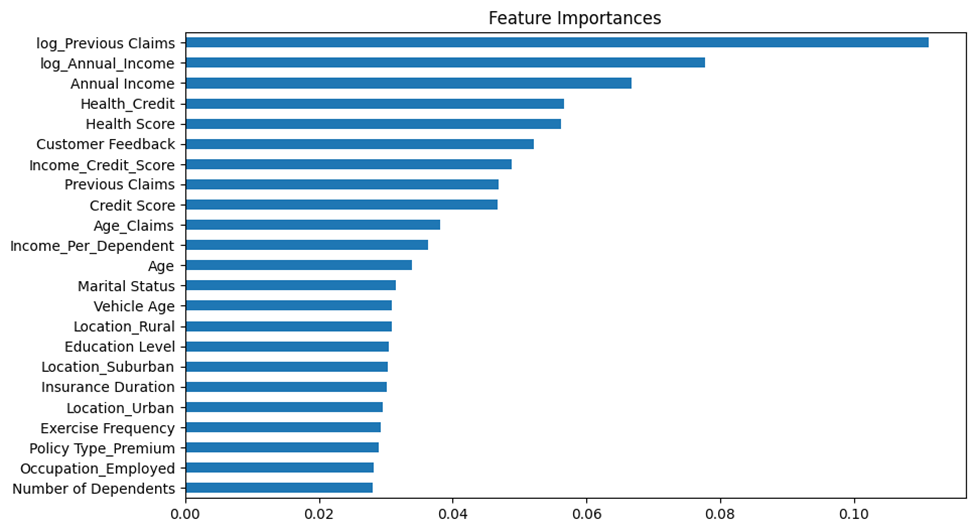 Feature Importances
log_Previous Claims
log_Annual_Income
Annual Income
Health_Credit
Health Score
Customer Feedback
Income_Credit_Score
Previous Claims
Credit Score
Age_Claims
Income_Per_Dependent
Age
Marital Status
Vehicle Age
Location_Rural
Education Level
Location_Suburban
Insurance Duration
Location_Urban
Exercise Frequency
Policy Type_Premium
Occupation_Employed
Number of Dependents
0.00 0.02 0.04 0.06 0.08 0.10